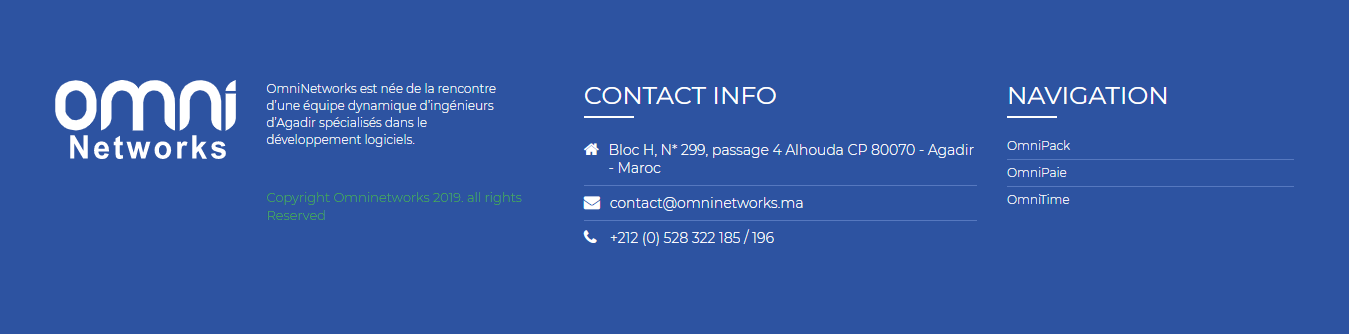 omni
Networks
OmniNetworks est née de la rencontre
d'une équipe dynamique d'ingénieurs
d'Agadir spécialisés dans le
développement logiciels.
Copyright Omninetworks 2019. all rights
Reserved
CONTACT INFO
Bloc H, N* 299, passage 4 Alhouda CP 80070 - Agadir
- Maroc
contact@omninetworks.ma
+212 (0) 528 322 185 / 196
NAVIGATION
OmniPack
OmniPaie
OmniTime